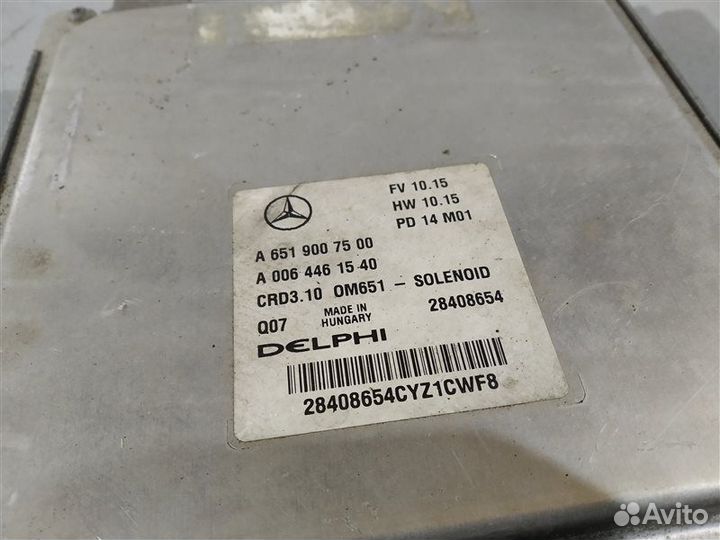 FV 10.15
HW 10.15
PD 14 M01
A 651 900 75 00
A 006 446 15 40
CRD3.10 OM651 - SOLENOID
Q07 MADE IN HUNGARY 28408654
DELPHI
28408654CYZ1CWF8
Avito